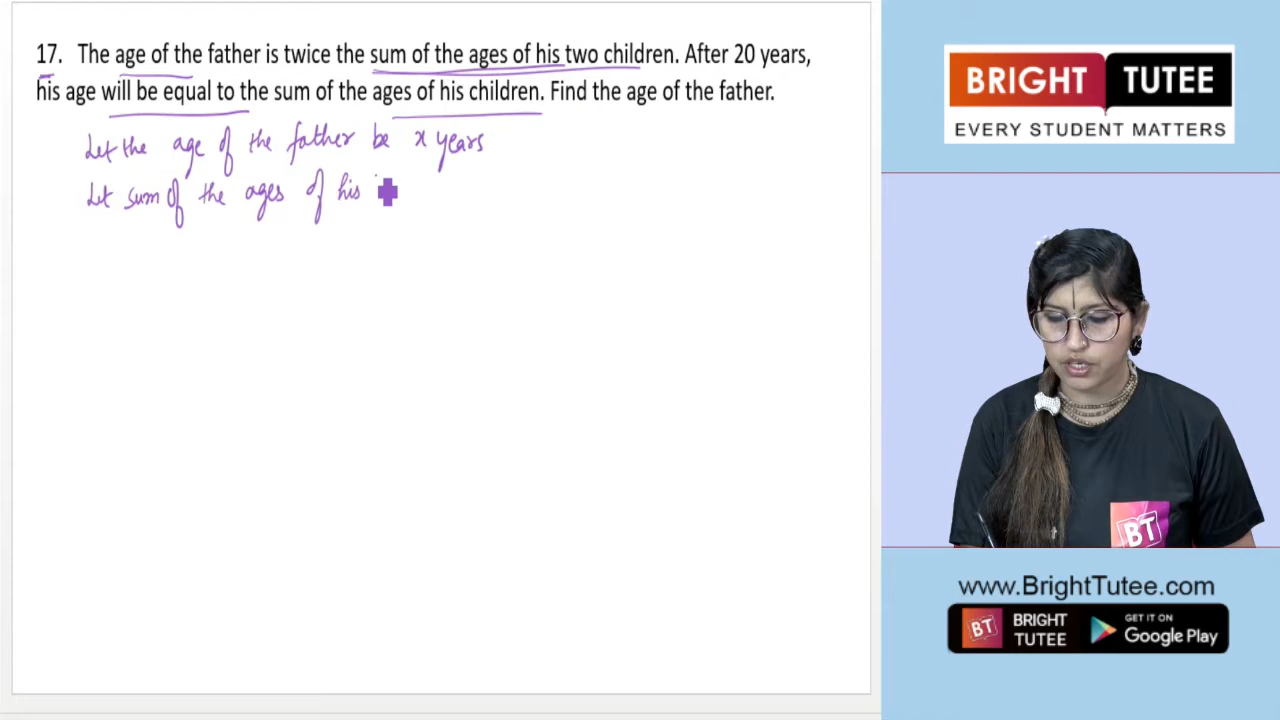 17. The age of the father is twice the sum of the ages of his two children. After 20 years,
his age will be equal to the sum of the ages of his children. Find the age of the father.
Let the age of the father be x years
Let sum of the ages of his
BRIGHT TUTEE
EVERY STUDENT MATTERS
BT
www.BrightTutee.com
BT BRIGHT TUTEE
GET IT ON Google Play